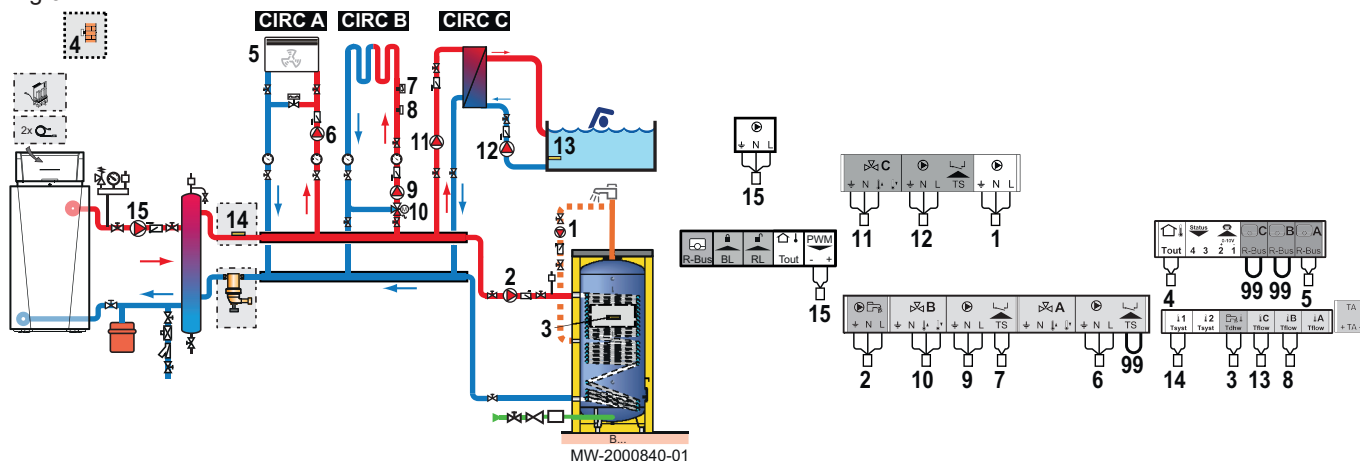 CIRC A
CIRC B
CIRC C
4
5
2x
6
7
8
9
10
11
12
13
14
15
1
2
3
B...
MW-2000840-01
N L
15
C
N
TS
N L
N L
11
12
1
R-Bus
BL
RL
Tout
PWM
- +
15
B
A
N L
N
N L
TS
N
N L
TS
2
10
9
7
6
99
Tout
Status
4 3
0-10V
2 1
C
R-Bus
B
R-Bus
A
R-Bus
4
99
99
5
↓1
Tsyst
↓2
Tsyst
Tdhw
↓C
Tflow
↓B
Tflow
↓A
Tflow
TA
+ TA -
14
3
13
8